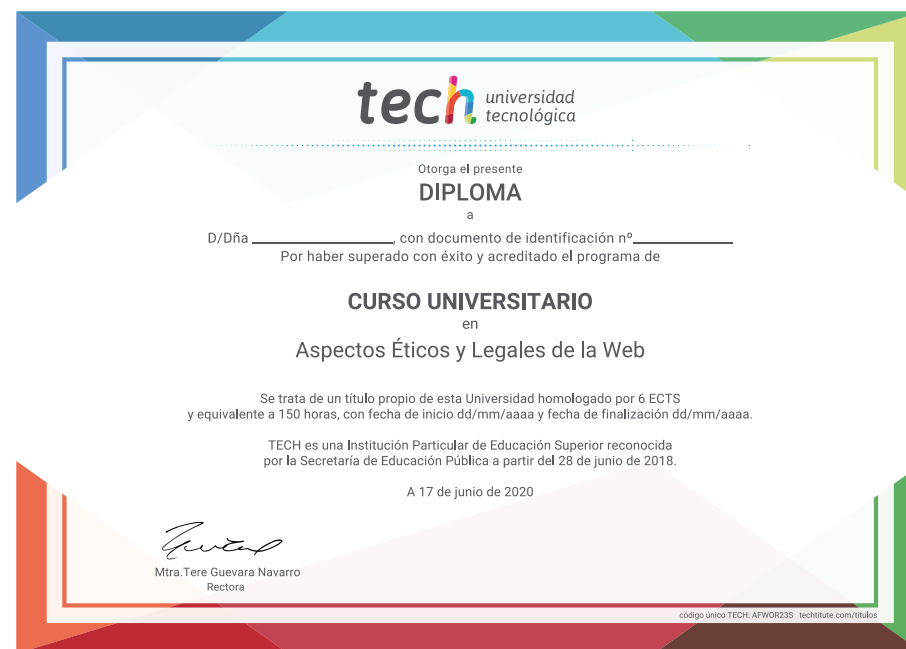 tech universidad
tecnológica
Otorga el presente
DIPLOMA
a
D/Dña ____________________, con documento de identificación nº______________
Por haber superado con éxito y acreditado el programa de
CURSO UNIVERSITARIO
en
Aspectos Éticos y Legales de la Web
Se trata de un título propio de esta Universidad homologado por 6 ECTS
y equivalente a 150 horas, con fecha de inicio dd/mm/aaaa y fecha de finalización dd/mm/aaaa.
TECH es una Institución Particular de Educación Superior reconocida
por la Secretaría de Educación Pública a partir del 28 de junio de 2018.
A 17 de junio de 2020
Mtra.Tere Guevara Navarro
Rectora
código único TECH: AFWOR23S techtitute.com/titulos